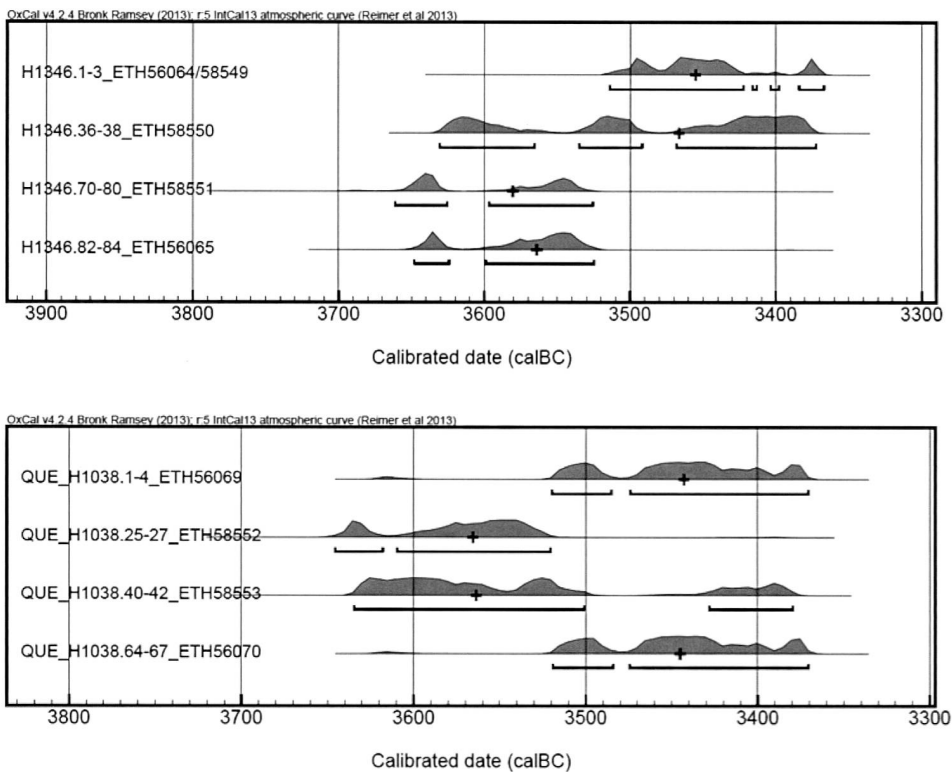 OxCal v4.2.4 Bronk Ramsey (2013); r:5 IntCal13 atmospheric curve (Reimer et al 2013)
H1346.1-3_ETH56064/58549
H1346.36-38_ETH58550
H1346.70-80_ETH58551
H1346.82-84_ETH56065
3900 3800 3700 3600 3500 3400 3300
Calibrated date (calBC)
OxCal v4.2.4 Bronk Ramsey (2013); r:5 IntCal13 atmospheric curve (Reimer et al 2013)
QUE_H1038.1-4_ETH56069
QUE_H1038.25-27_ETH58552
QUE_H1038.40-42_ETH58553
QUE_H1038.64-67_ETH56070
3800 3700 3600 3500 3400 3300
Calibrated date (calBC)